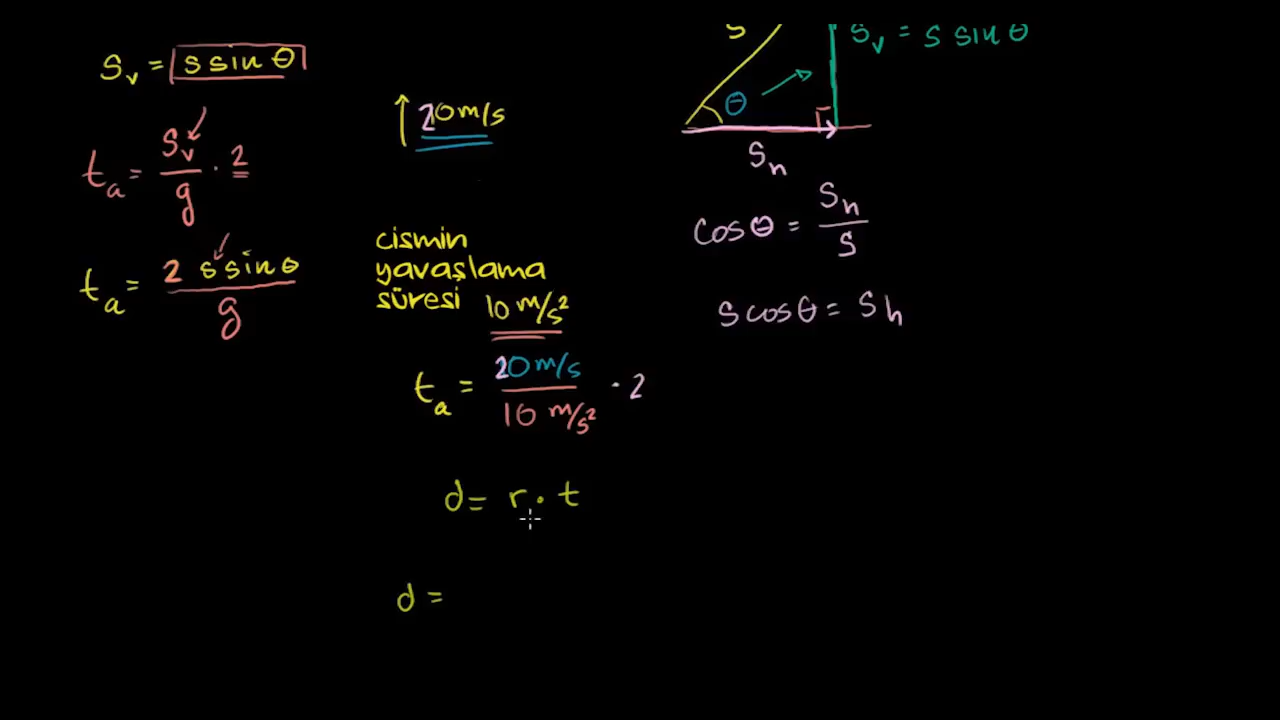 S_v = s sin θ
t_a = S_v / g · 2
t_a = 2 s sin θ / g
↑ 20 m/s
cismin
yavaşlama
süresi 10 m/s²
t_a = 20 m/s / 10 m/s² · 2
d = r · t
d =
s
S_v = s sin θ
θ
S_h
cos θ = S_h / s
s cos θ = S_h